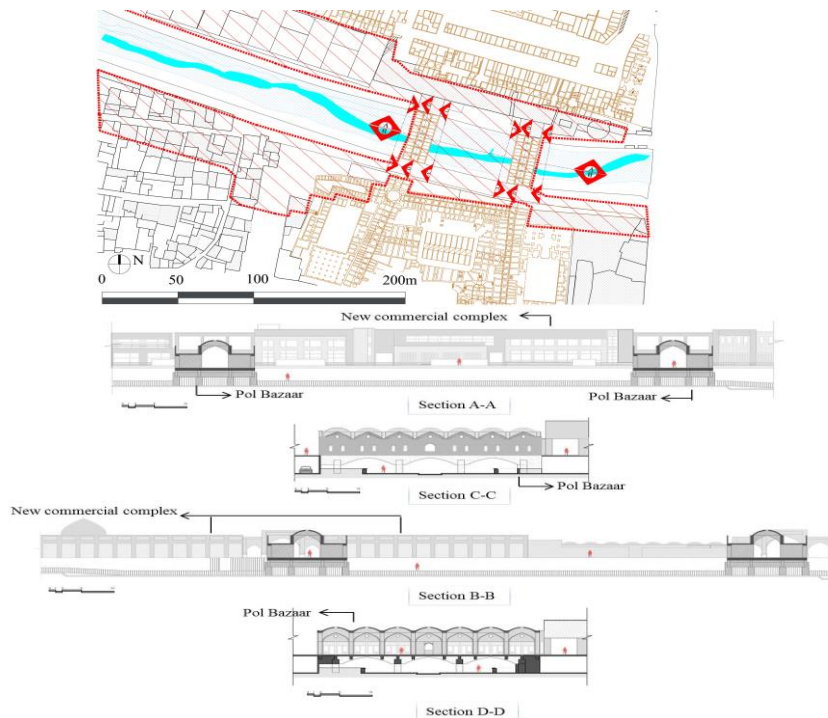 N
0 50 100 200m
New commercial complex
Pol Bazaar Pol Bazaar
Section A-A
Pol Bazaar
Section C-C
New commercial complex
Section B-B
Pol Bazaar
Section D-D